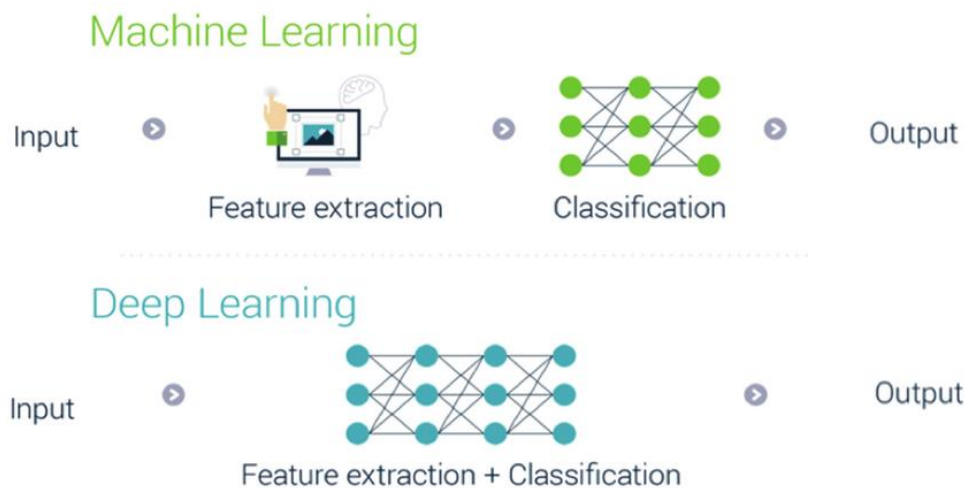 Machine Learning
Input
Output
Feature extraction
Classification
Deep Learning
Input
Output
Feature extraction + Classification